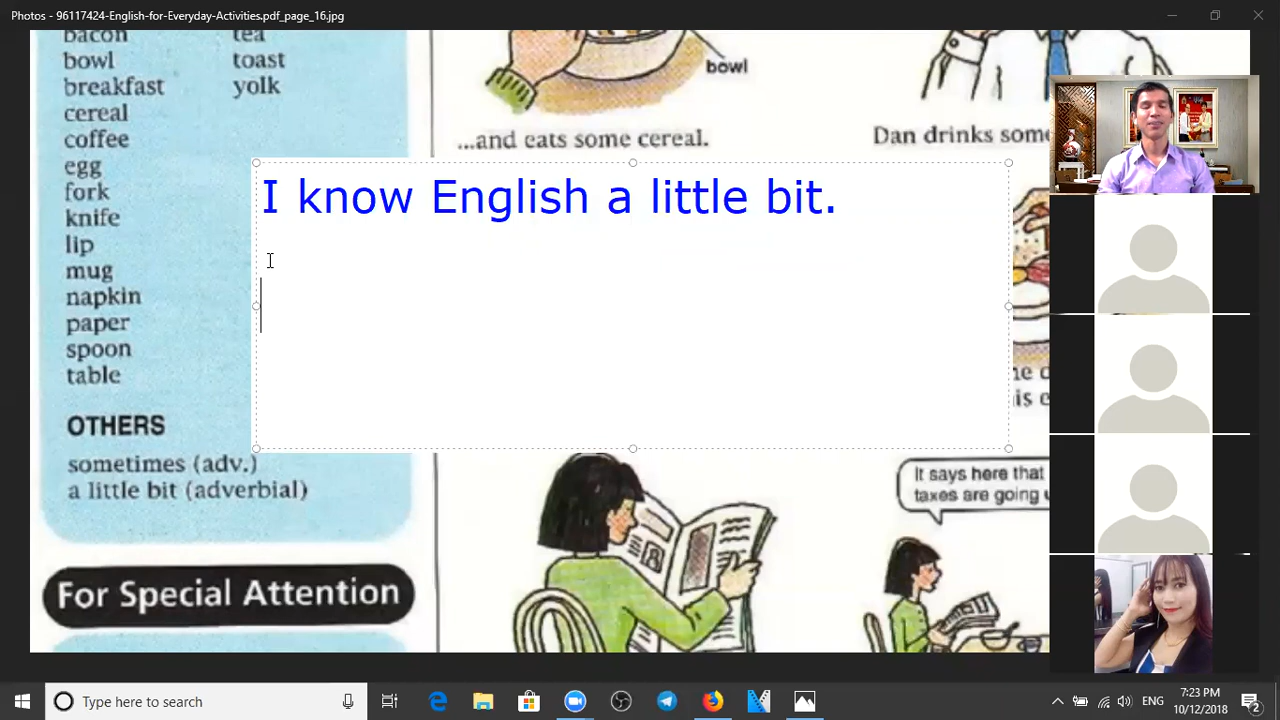 Photos - 96117424-English-for-Everyday-Activities.pdf_page_16.jpg
bacon
bowl
breakfast
cereal
coffee
egg
fork
knife
lip
mug
napkin
paper
spoon
table
tea
toast
yolk
OTHERS
sometimes (adv.)
a little bit (adverbial)
For Special Attention
bowl
...and eats some cereal.
Dan drinks some
I know English a little bit.
It says here that
taxes are going u
Type here to search
ENG
7:23 PM
10/12/2018
2